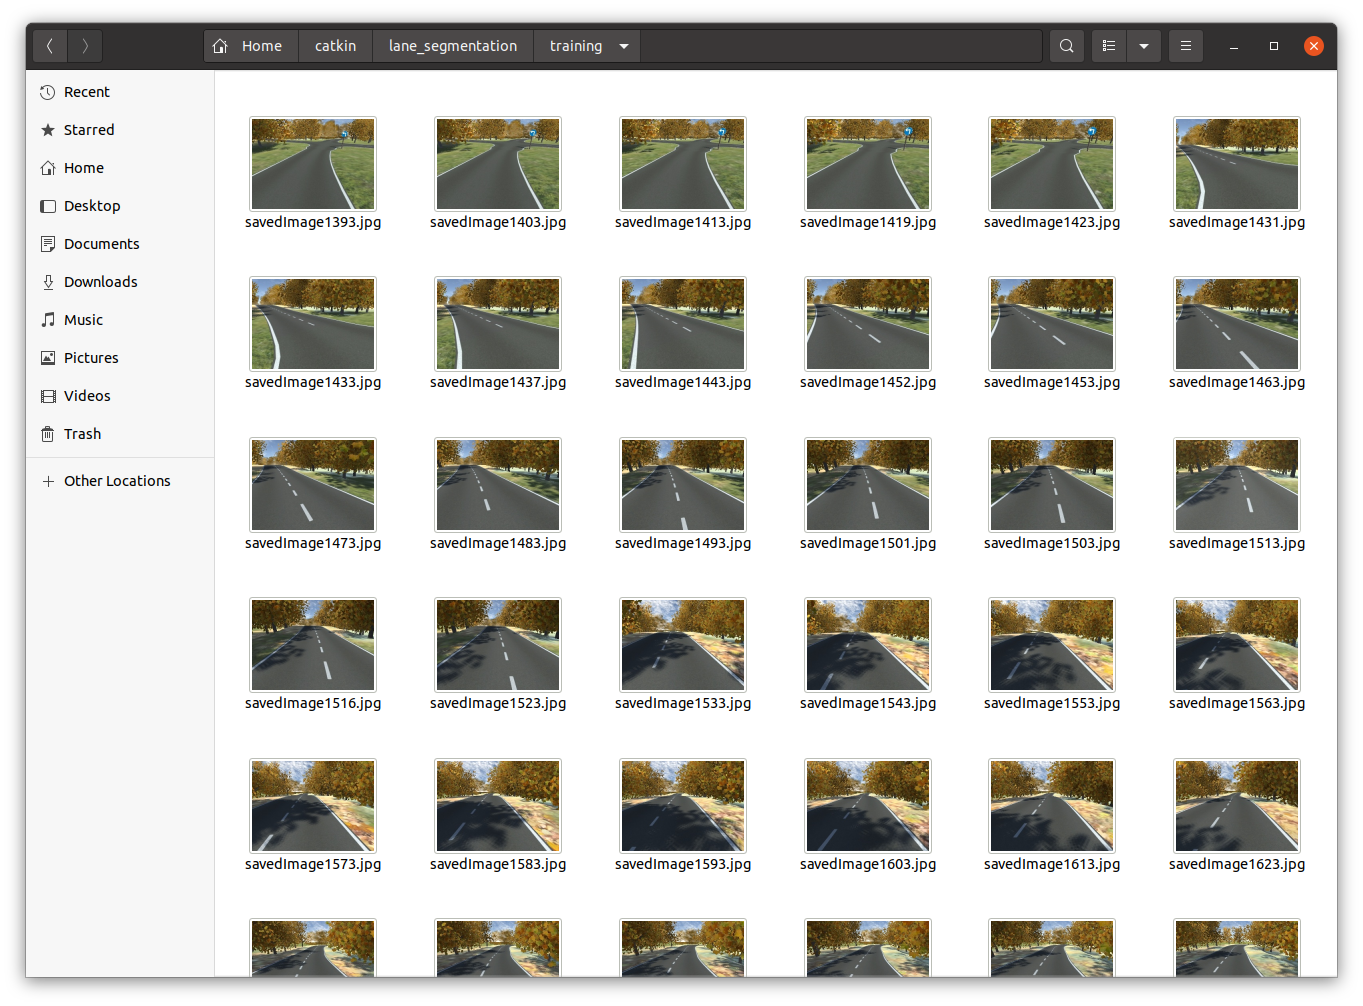 Home catkin lane_segmentation training
Recent
Starred
Home
Desktop
Documents
Downloads
Music
Pictures
Videos
Trash
Other Locations
savedImage1393.jpg savedImage1403.jpg savedImage1413.jpg savedImage1419.jpg savedImage1423.jpg savedImage1431.jpg
savedImage1433.jpg savedImage1437.jpg savedImage1443.jpg savedImage1452.jpg savedImage1453.jpg savedImage1463.jpg
savedImage1473.jpg savedImage1483.jpg savedImage1493.jpg savedImage1501.jpg savedImage1503.jpg savedImage1513.jpg
savedImage1516.jpg savedImage1523.jpg savedImage1533.jpg savedImage1543.jpg savedImage1553.jpg savedImage1563.jpg
savedImage1573.jpg savedImage1583.jpg savedImage1593.jpg savedImage1603.jpg savedImage1613.jpg savedImage1623.jpg